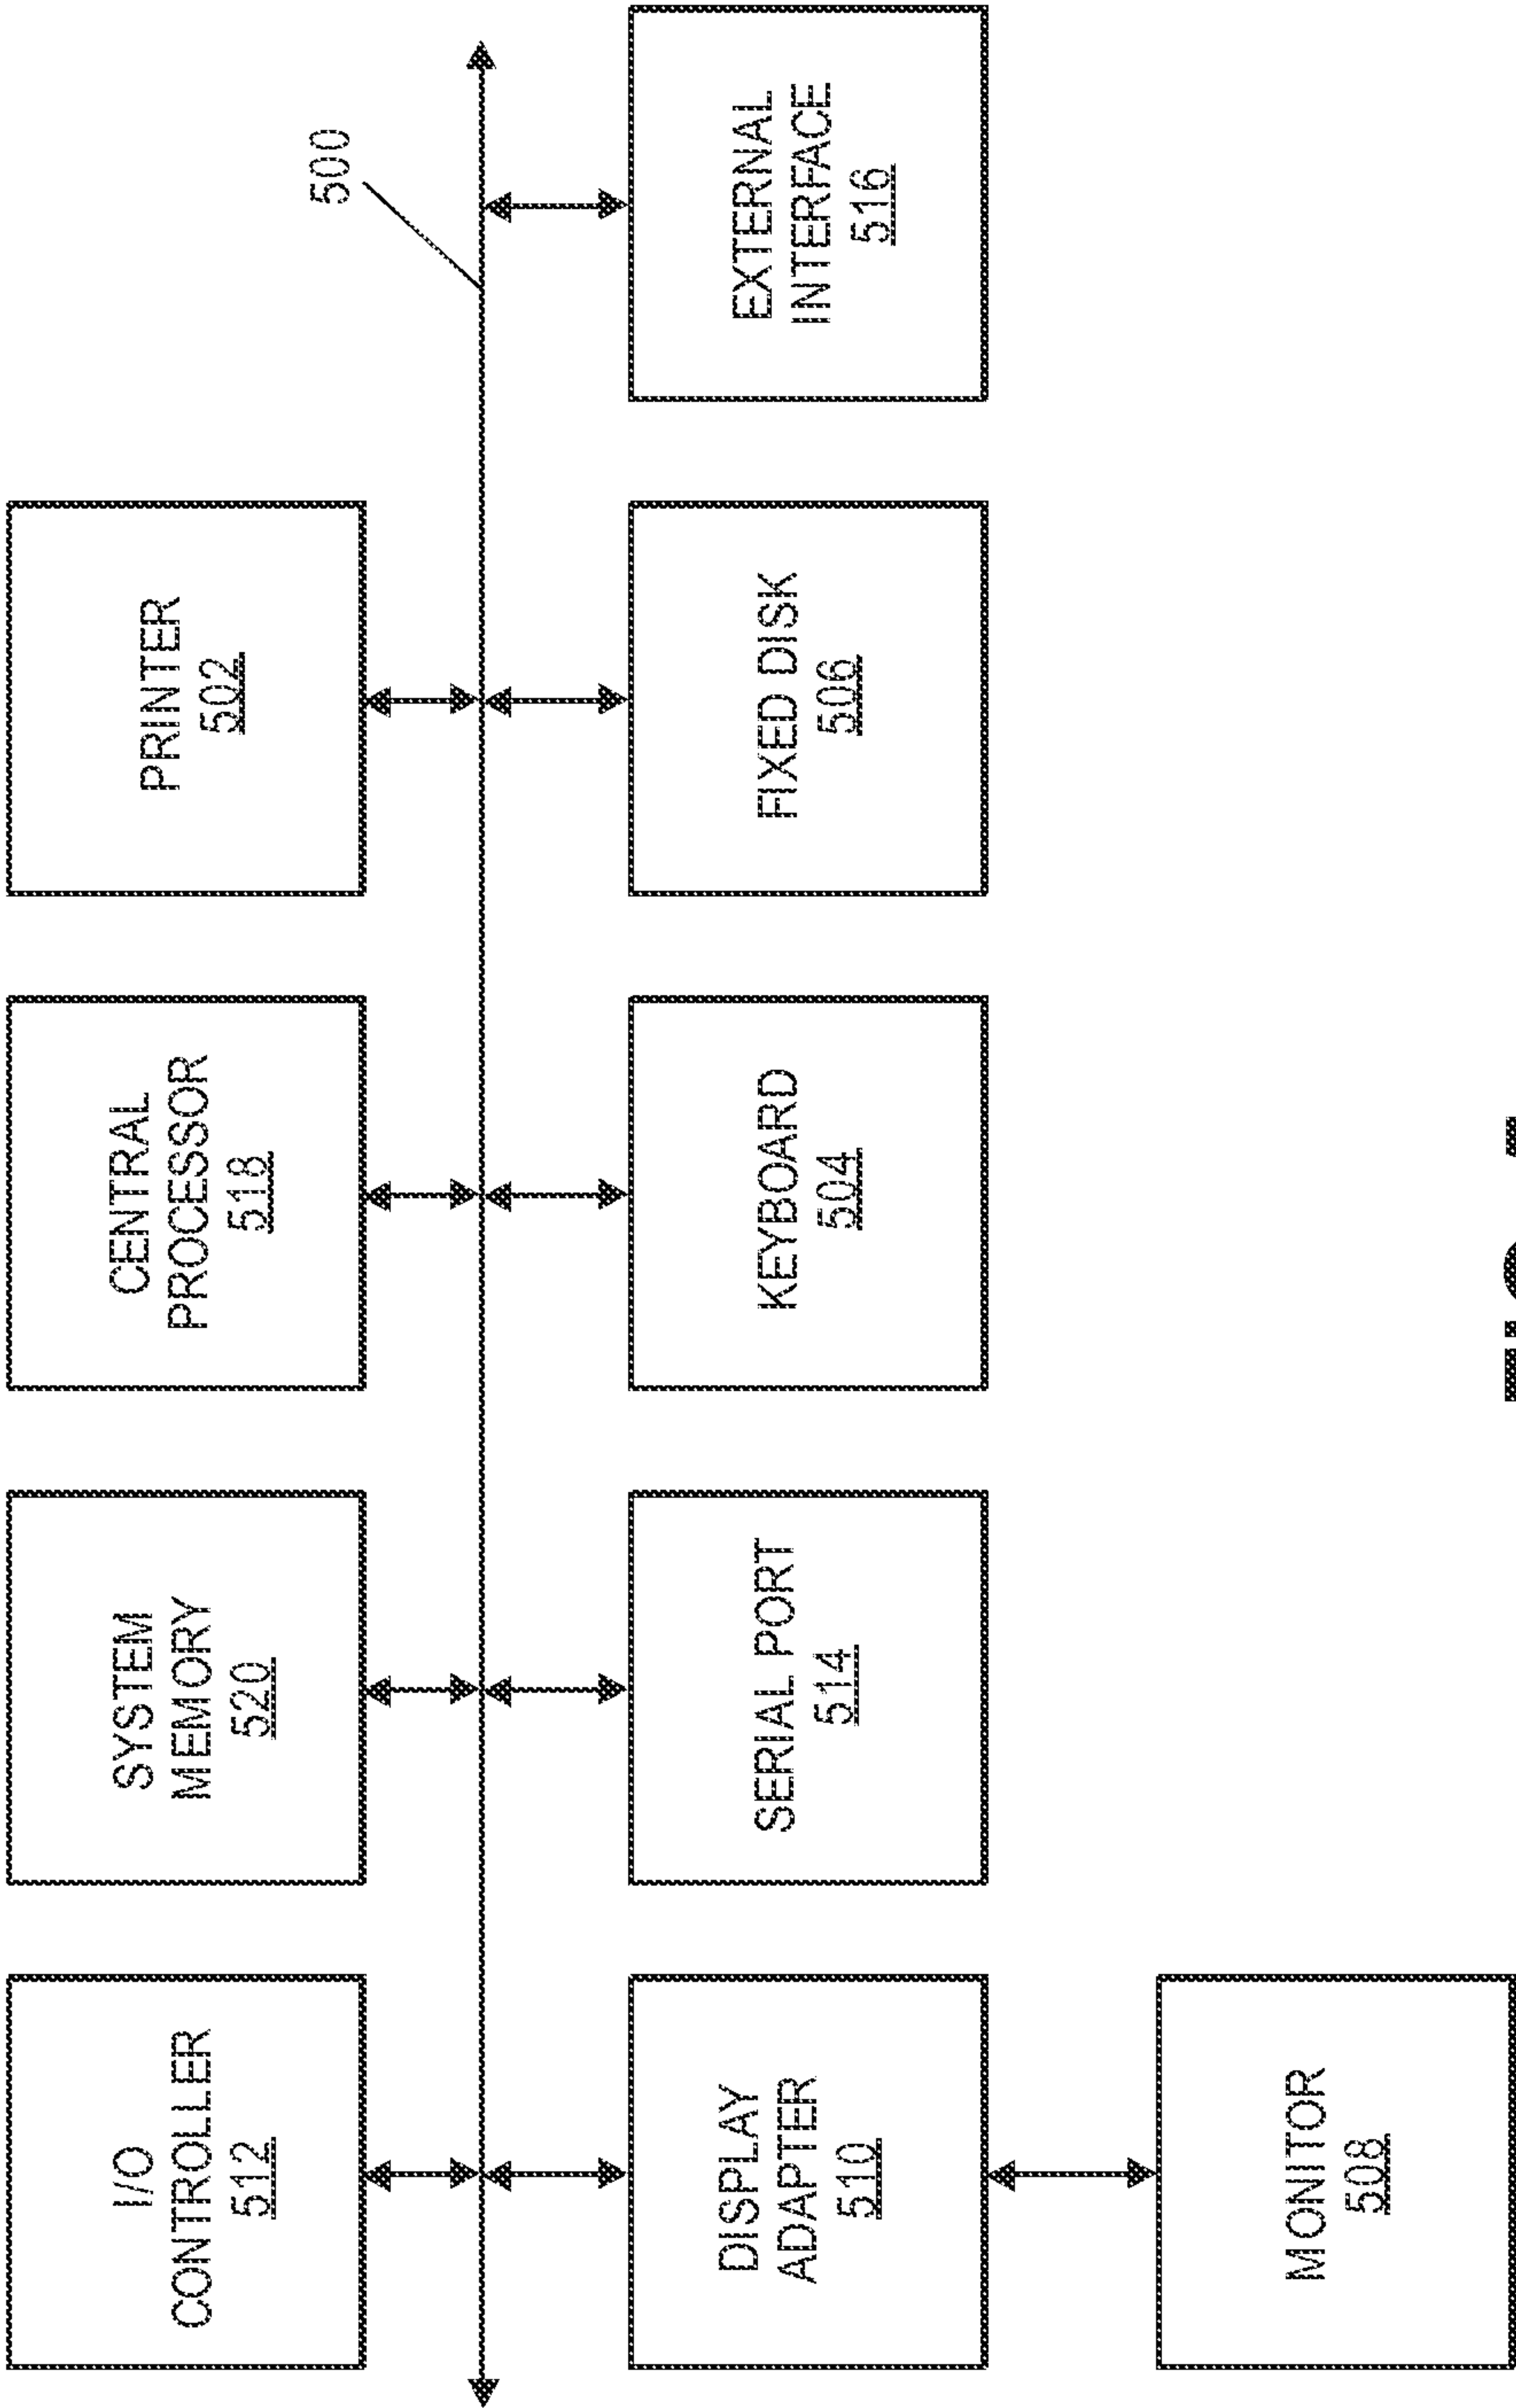 I/O
CONTROLLER
512
SYSTEM
MEMORY
520
CENTRAL
PROCESSOR
518
PRINTER
502
500
DISPLAY
ADAPTER
510
SERIAL PORT
514
KEYBOARD
504
FIXED DISK
506
EXTERNAL
INTERFACE
516
MONITOR
508